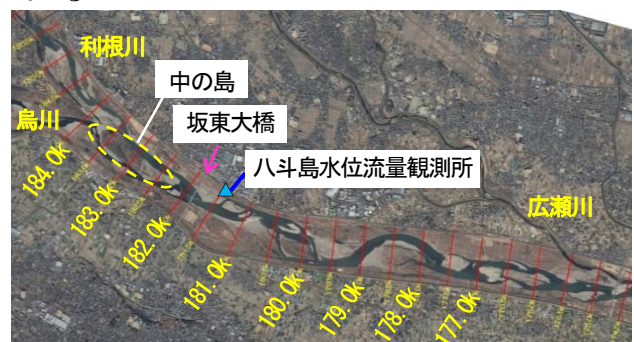 利根川
中の島
坂東大橋
烏川
八斗島水位流量観測所
広瀬川
184.0k
183.0k
182.0k
181.0k
180.0k
179.0k
178.0k
177.0k